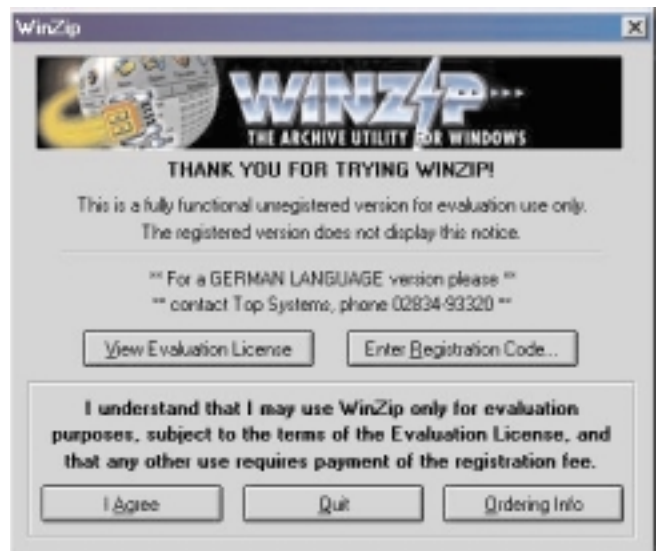 WinZip
WINZIP
THE ARCHIVE UTILITY FOR WINDOWS
THANK YOU FOR TRYING WINZIP!
This is a fully functional unregistered version for evaluation use only.
The registered version does not display this notice.
** For a GERMAN LANGUAGE version please **
** contact Top Systems, phone 02834-93320 **
View Evaluation License
Enter Registration Code...
I understand that I may use WinZip only for evaluation
purposes, subject to the terms of the Evaluation License, and
that any other use requires payment of the registration fee.
I Agree
Quit
Ordering Info